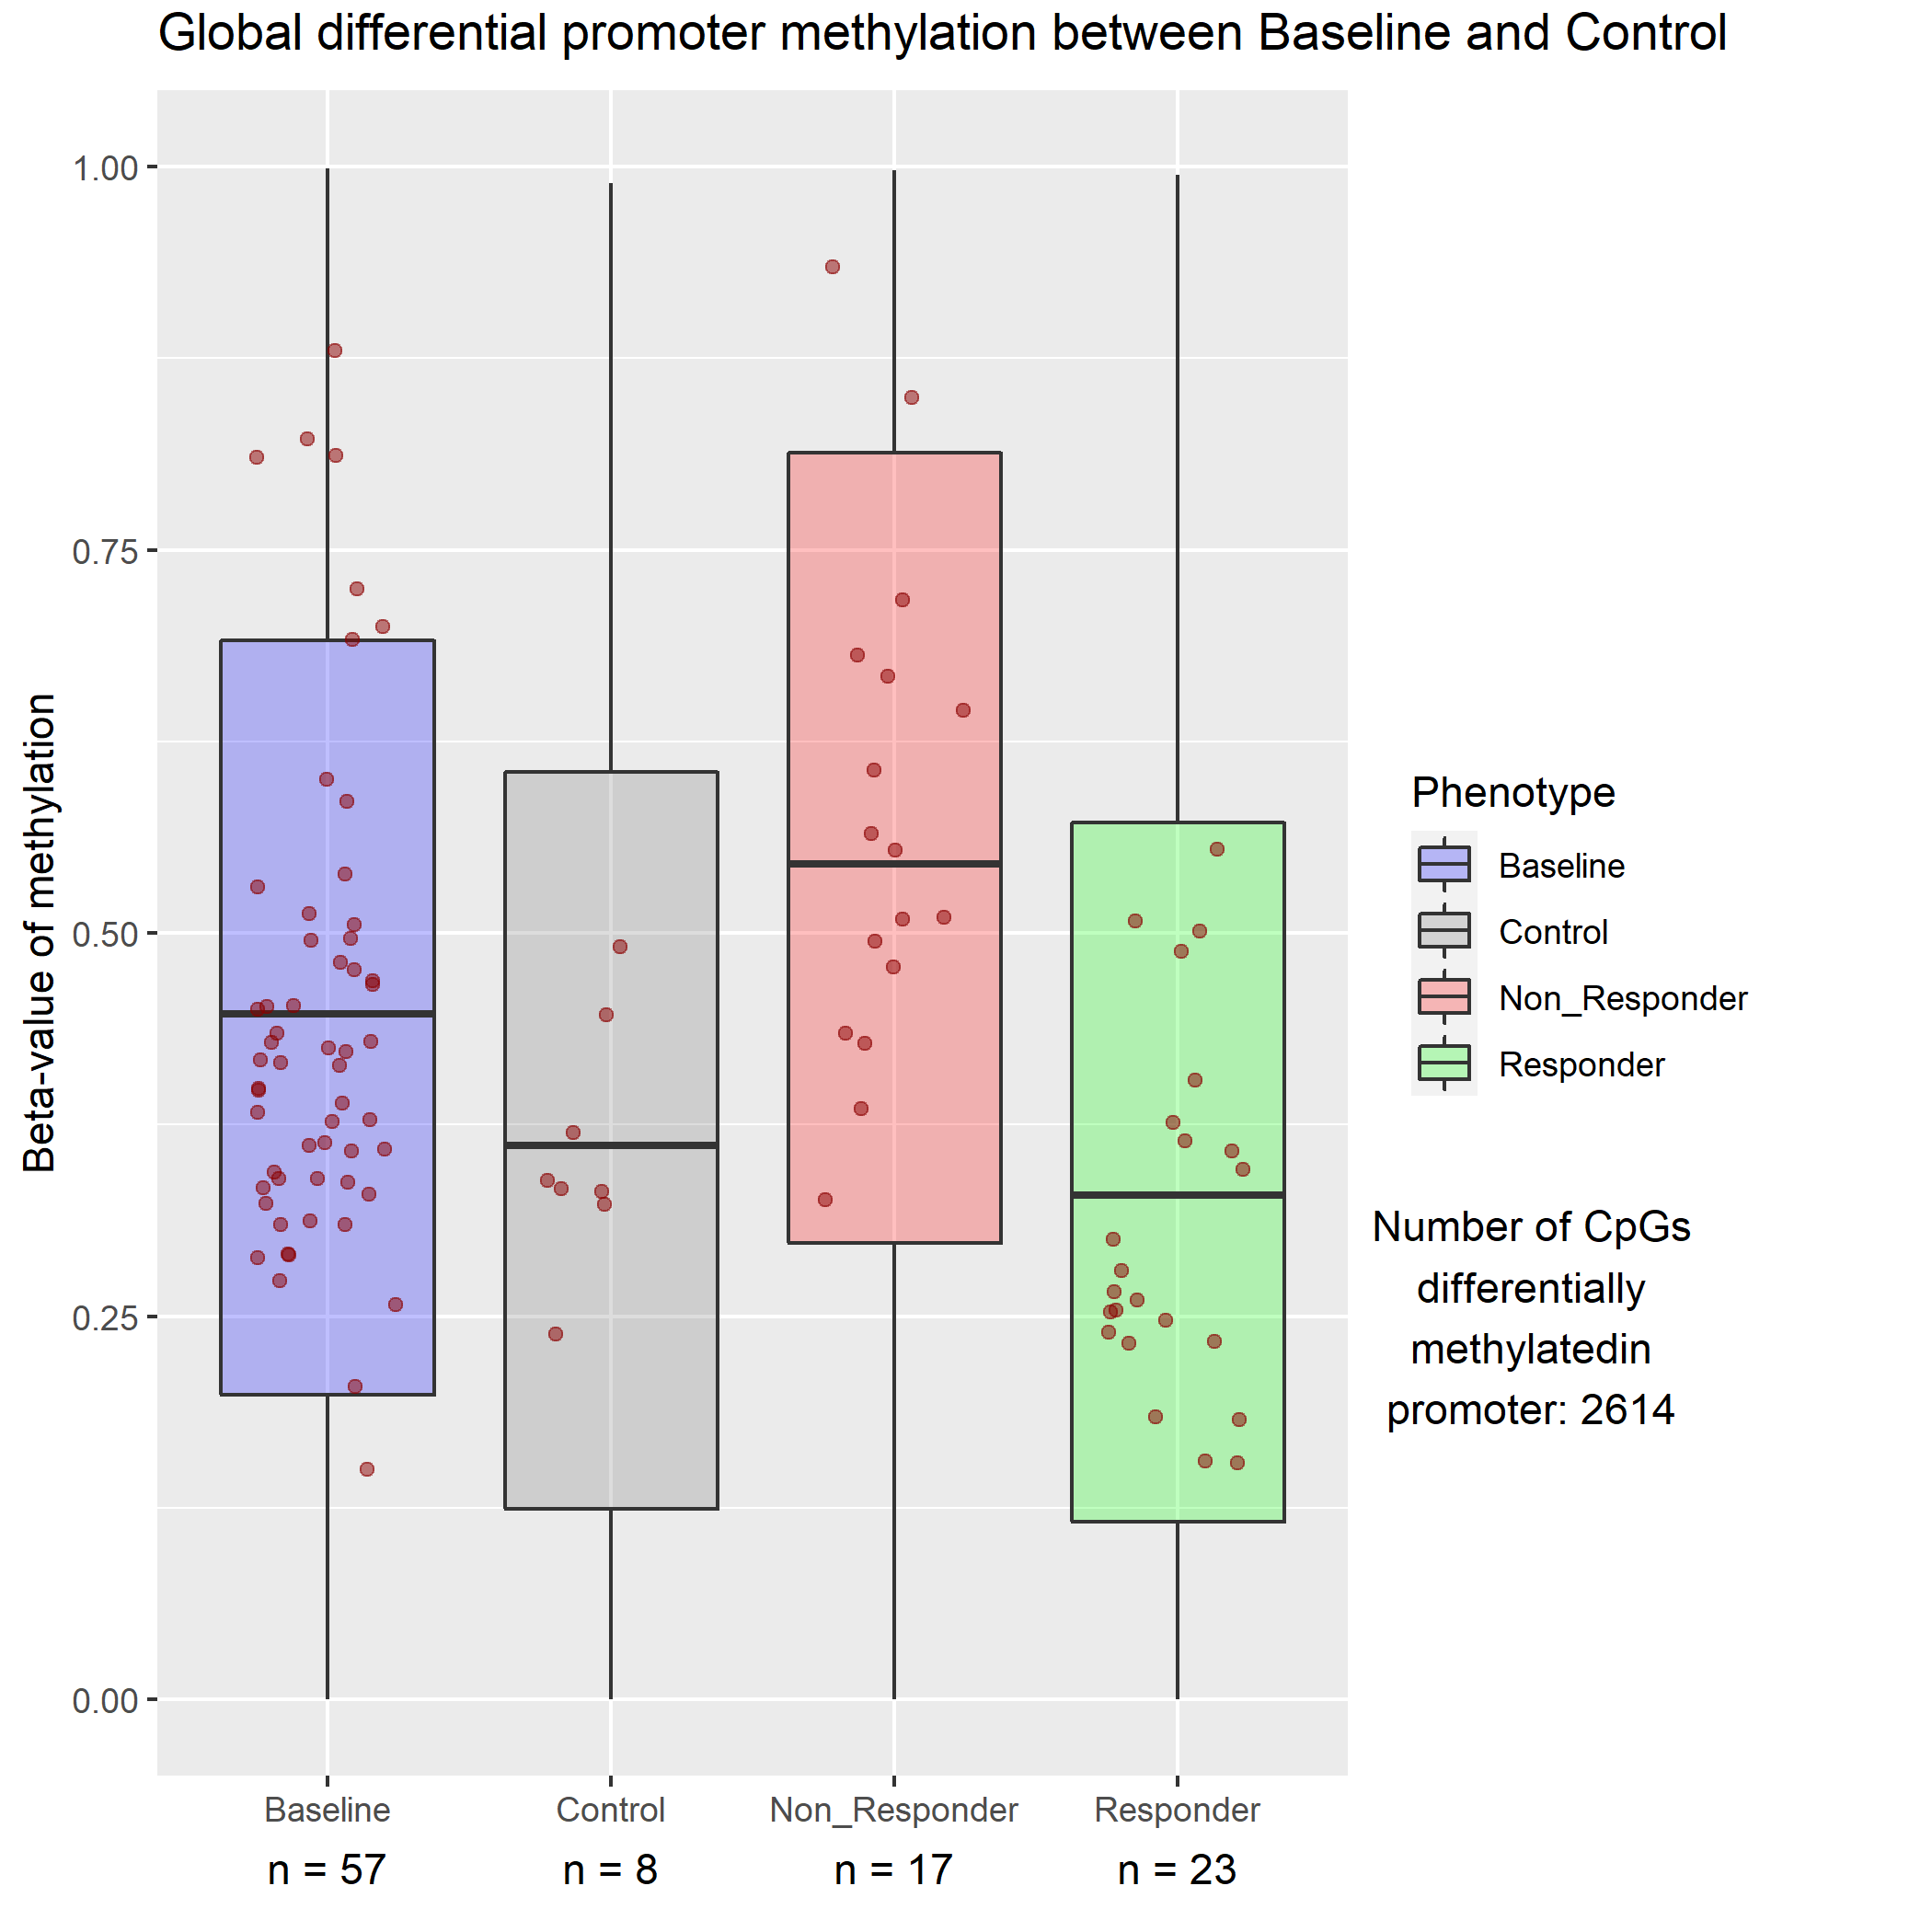 Global differential promoter methylation between Baseline and Control
Beta-value of methylation
1.00
0.75
0.50
0.25
0.00
Baseline
Control
Non_Responder
Responder
n = 57
n = 8
n = 17
n = 23
Phenotype
Baseline
Control
Non_Responder
Responder
Number of CpGs
differentially
methylatedin
promoter: 2614